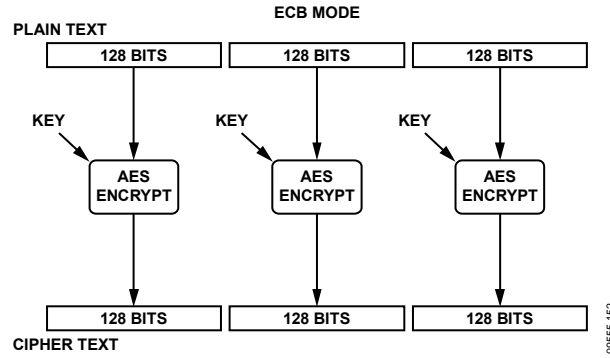 ECB MODE
PLAIN TEXT
128 BITS 128 BITS 128 BITS
KEY KEY KEY
AES ENCRYPT AES ENCRYPT AES ENCRYPT
128 BITS 128 BITS 128 BITS
CIPHER TEXT